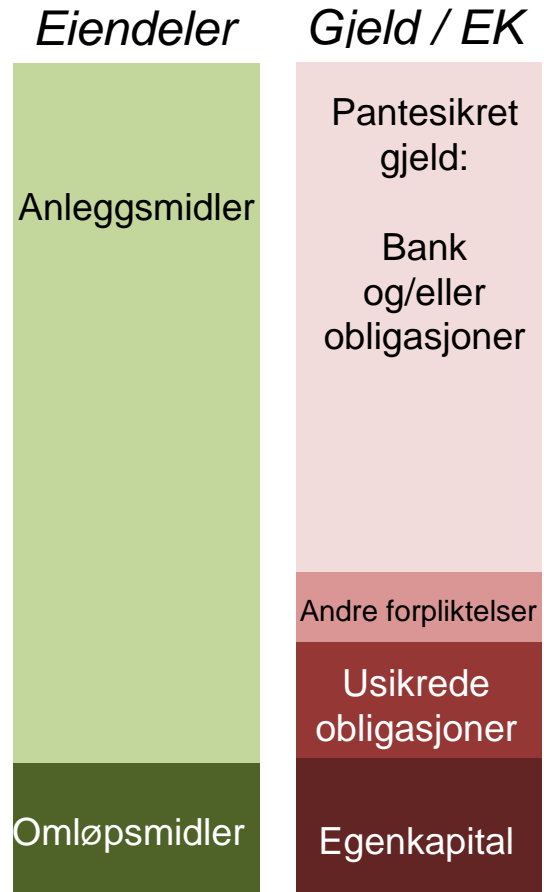 Eiendeler
Gjeld / EK
Anleggsmidler
Omløpsmidler
Pantesikret
gjeld:
Bank
og/eller
obligasjoner
Andre forpliktelser
Usikrede
obligasjoner
Egenkapital